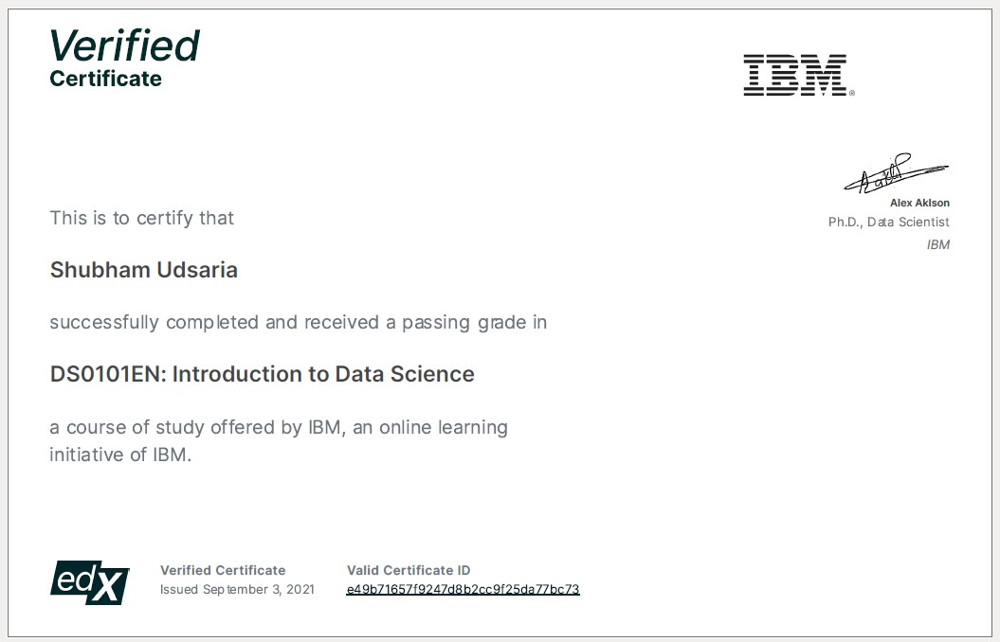 Verified
Certificate
IBM®
Alex Aklson
Ph.D., Data Scientist
IBM
This is to certify that
Shubham Udsaria
successfully completed and received a passing grade in
DS0101EN: Introduction to Data Science
a course of study offered by IBM, an online learning
initiative of IBM.
edX
Verified Certificate
Issued September 3, 2021
Valid Certificate ID
e49b71657f9247d8b2cc9f25da77bc73